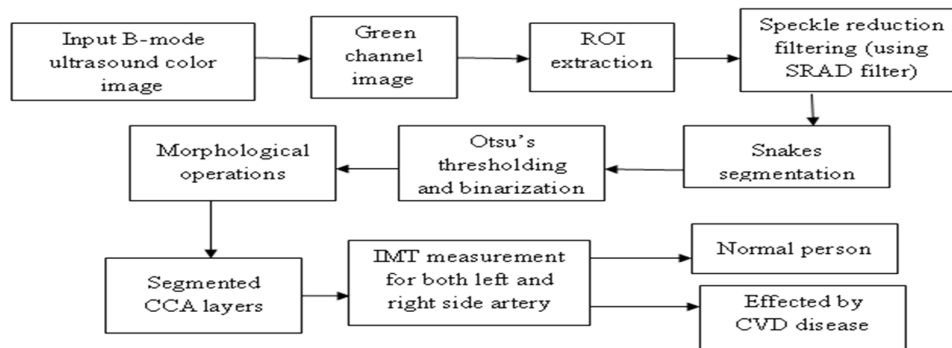 Input B-mode
ultrasound color
image
Green
channel
image
ROI
extraction
Speckle reduction
filtering (using
SRAD filter)
Snakes
segmentation
Otsu's
thresholding
and binarization
Morphological
operations
Segmented
CCA layers
IMT measurement
for both left and
right side artery
Normal person
Effected by
CVD disease